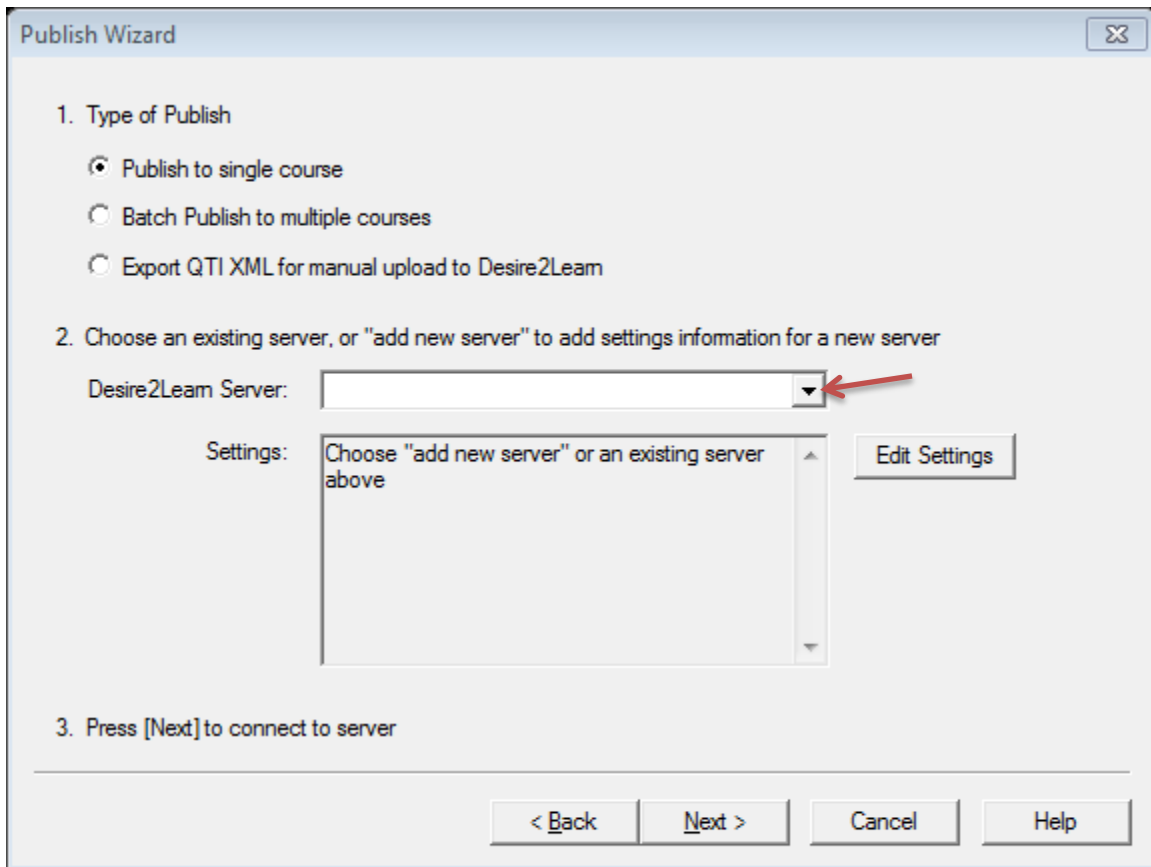 Publish Wizard
1. Type of Publish
Publish to single course
Batch Publish to multiple courses
Export QTI XML for manual upload to Desire2Learn
2. Choose an existing server, or "add new server" to add settings information for a new server
Desire2Learn Server:
Settings:
Choose "add new server" or an existing server
above
Edit Settings
3. Press [Next] to connect to server
< Back
Next >
Cancel
Help